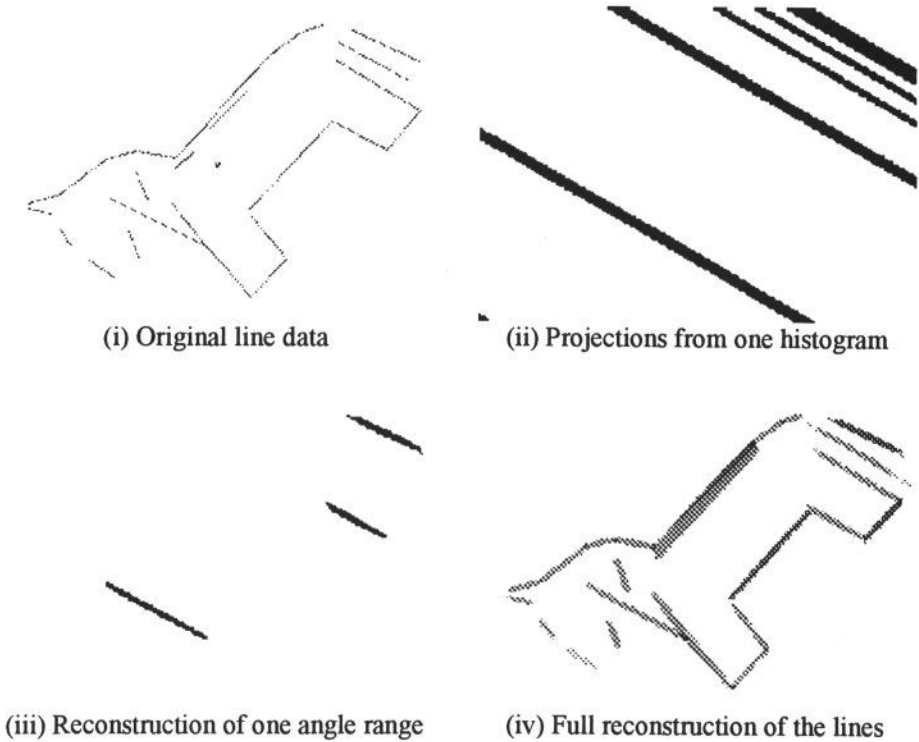 (i) Original line data
(ii) Projections from one histogram
(iii) Reconstruction of one angle range
(iv) Full reconstruction of the lines